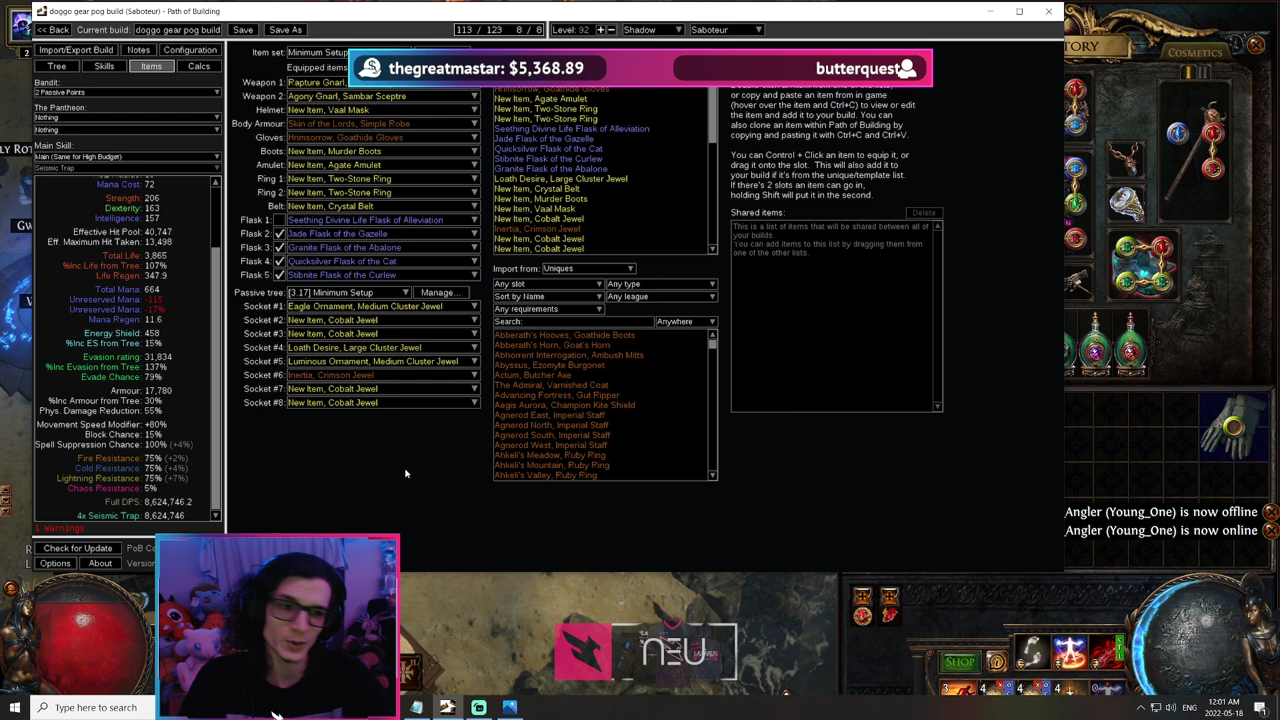 doggo gear pog build (Saboteur) - Path of Building
<< Back
Current build: doggo gear pog build
Save
Save As
113 / 123 8 / 8
Level: 92
Shadow
Saboteur
Import/Export Build
Notes
Configuration
Tree
Skills
Items
Calcs
Bandit:
2 Passive Points
The Pantheon:
Nothing
Nothing
Main Skill:
Main (Same for High Budget)
Seismic Trap
Mana Cost: 72
Strength: 206
Dexterity: 163
Intelligence: 157
Effective Hit Pool: 40,747
Eff. Maximum Hit Taken: 13,498
Total Life: 3,865
%Inc Life from Tree: 107%
Life Regen: 347.9
Total Mana: 664
Unreserved Mana: -115
Unreserved Mana: -17%
Mana Regen: 11.6
Energy Shield: 458
%Inc ES from Tree: 15%
Evasion rating: 31,834
%Inc Evasion from Tree: 137%
Evade Chance: 79%
Armour: 17,780
%Inc Armour from Tree: 30%
Phys. Damage Reduction: 55%
Movement Speed Modifier: +80%
Block Chance: 15%
Spell Suppression Chance: 100% (+4%)
Fire Resistance: 75% (+2%)
Cold Resistance: 75% (+4%)
Lightning Resistance: 75% (+7%)
Chaos Resistance: 5%
Full DPS: 8,624,746.2
4x Seismic Trap: 8,624,746
1 Warnings
Check for Update
PoB Co
Options
About
Versio
Item set: Minimum Setup
Equipped items
thegreatmastar: $5,368.89
butterquest
Weapon 1: Rapture Gnarl,
Weapon 2: Agony Gnarl, Sambar Sceptre
Helmet: New Item, Vaal Mask
Body Armour: Skin of the Lords, Simple Robe
Gloves: Hrimsorrow, Goathide Gloves
Boots: New Item, Murder Boots
Amulet: New Item, Agate Amulet
Ring 1: New Item, Two-Stone Ring
Ring 2: New Item, Two-Stone Ring
Belt: New Item, Crystal Belt
Flask 1: Seething Divine Life Flask of Alleviation
Flask 2: Jade Flask of the Gazelle
Flask 3: Granite Flask of the Abalone
Flask 4: Quicksilver Flask of the Cat
Flask 5: Stibnite Flask of the Curlew
Passive tree: [3.17] Minimum Setup
Manage...
Socket #1: Eagle Ornament, Medium Cluster Jewel
Socket #2: New Item, Cobalt Jewel
Socket #3: New Item, Cobalt Jewel
Socket #4: Loath Desire, Large Cluster Jewel
Socket #5: Luminous Ornament, Medium Cluster Jewel
Socket #6: Inertia, Crimson Jewel
Socket #7: New Item, Cobalt Jewel
Socket #8: New Item, Cobalt Jewel
Hrimsorrow, Goathide Gloves
New Item, Agate Amulet
New Item, Two-Stone Ring
New Item, Two-Stone Ring
Seething Divine Life Flask of Alleviation
Jade Flask of the Gazelle
Quicksilver Flask of the Cat
Stibnite Flask of the Curlew
Granite Flask of the Abalone
Loath Desire, Large Cluster Jewel
New Item, Crystal Belt
New Item, Murder Boots
New Item, Vaal Mask
New Item, Cobalt Jewel
Inertia, Crimson Jewel
New Item, Cobalt Jewel
New Item, Cobalt Jewel
Import from: Uniques
Any slot
Any type
Sort by Name
Any league
Any requirements
Search:
Anywhere
Abberath's Hooves, Goathide Boots
Abberath's Horn, Goat's Horn
Abhorrent Interrogation, Ambush Mitts
Abyssus, Ezomyte Burgonet
Actum, Butcher Axe
The Admiral, Varnished Coat
Advancing Fortress, Gut Ripper
Aegis Aurora, Champion Kite Shield
Agnerod East, Imperial Staff
Agnerod North, Imperial Staff
Agnerod South, Imperial Staff
Agnerod West, Imperial Staff
Ahkeli's Meadow, Ruby Ring
Ahkeli's Mountain, Ruby Ring
Ahkeli's Valley, Ruby Ring
or copy and paste an item from in game
(hover over the item and Ctrl+C) to view or edit
it and add it to your build. You can
also clone an item within Path of Building by
copying and pasting it with Ctrl+C and Ctrl+V.
You can Control + Click an item to equip it, or
drag it onto the slot. This will also add it to
your build if it's from the unique/template list.
If there's 2 slots an item can go in,
holding Shift will put it in the second.
Shared items:
Delete
This is a list of items that will be shared between all of
your builds.
You can add items to this list by dragging them from
one of the other lists.
TORY
COSMETICS
Angler (Young_One) is now offline
Angler (Young_One) is now online
NEU
SHOP
3
4
4
4
Type here to search
ENG
12:01 AM
2022-05-18